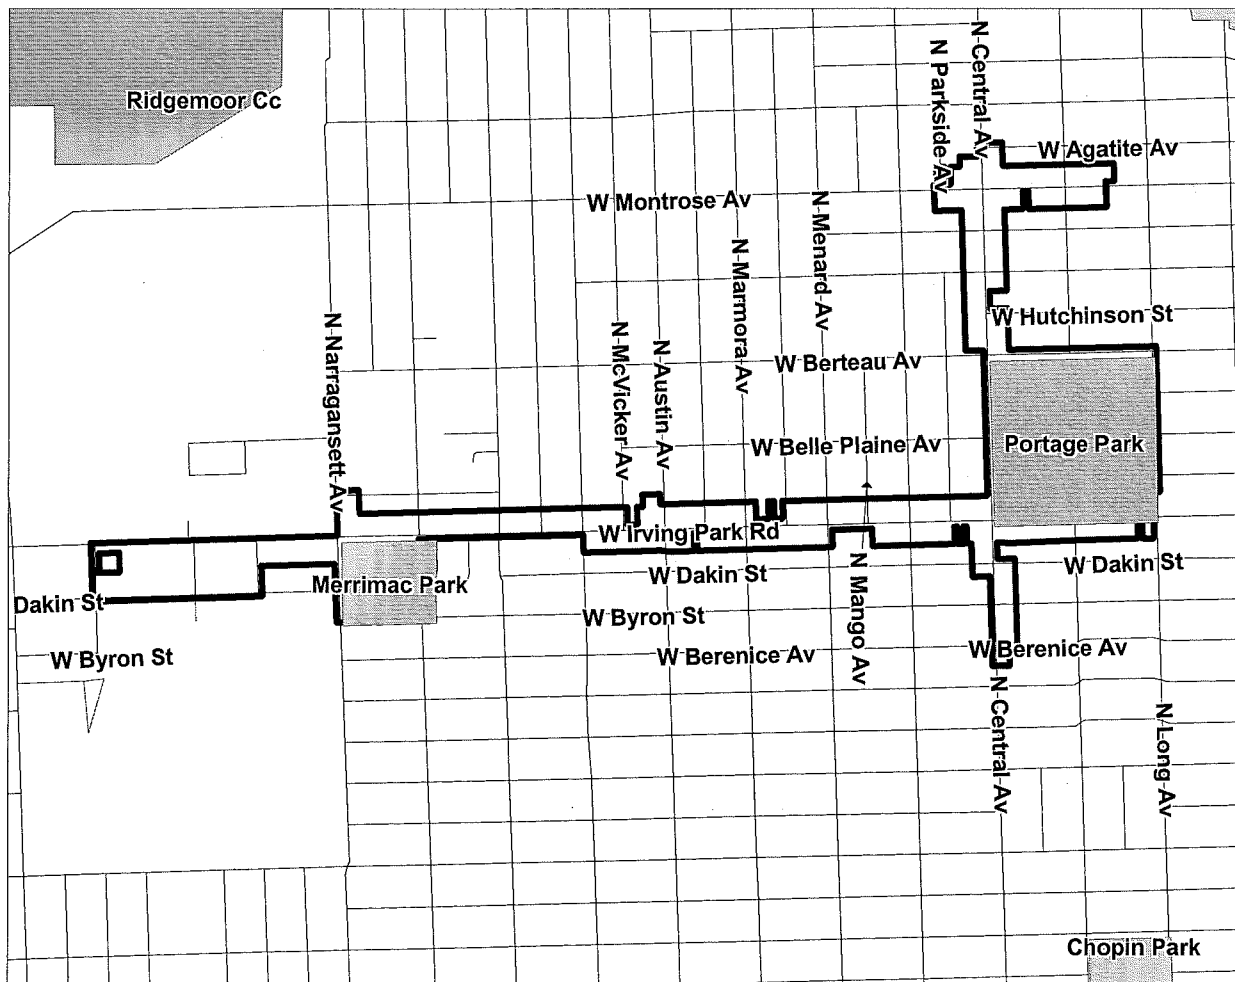 N Central Av
N Parkside Av
Ridgemoor Cc
W Agatite Av
W Montrose Av
N Menard Av
N Marmora Av
N Narragansett Av
W Hutchinson St
N McVicker Av
N Austin Av
W Berteau Av
W Belle Plaine Av
Portage Park
W Irving Park Rd
N Mango Av
W Dakin St
W Dakin St
Merrimac Park
Dakin St
W Byron St
W Berenice Av
W Berenice Av
W Byron St
N Central Av
N Long Av
Chopin Park